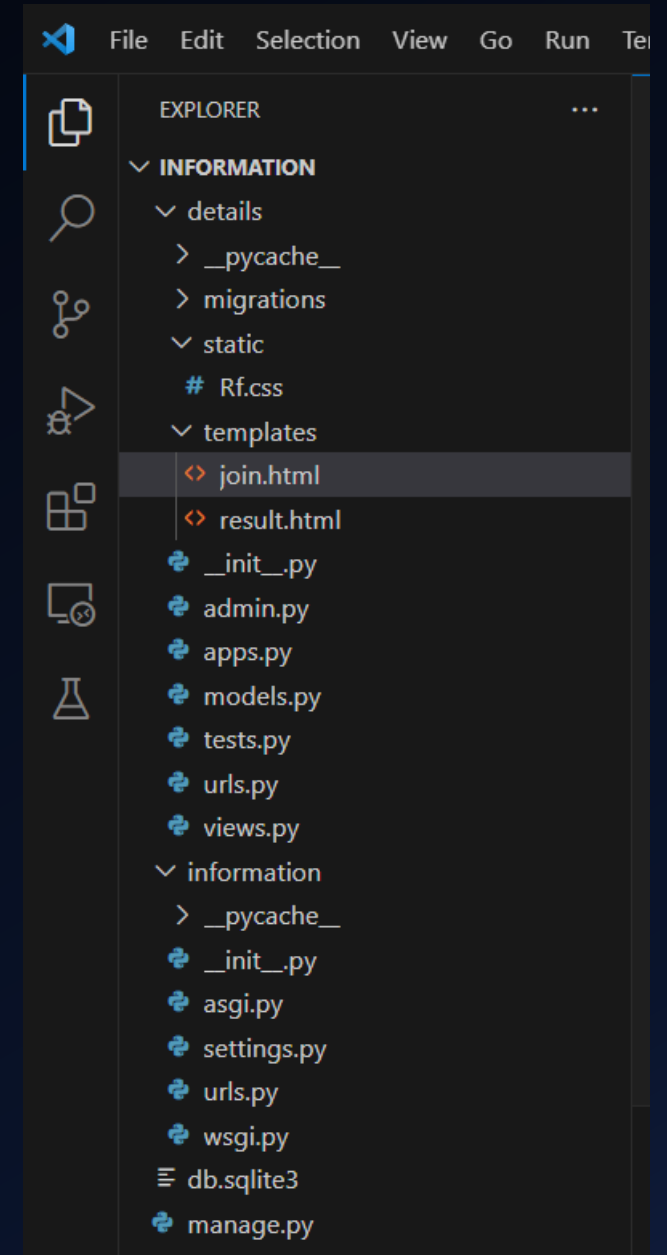 File Edit Selection View Go Run Te
EXPLORER ...
INFORMATION
details
__pycache__
migrations
static
# Rf.css
templates
<> join.html
<> result.html
__init__.py
admin.py
apps.py
models.py
tests.py
urls.py
views.py
information
__pycache__
__init__.py
asgi.py
settings.py
urls.py
wsgi.py
db.sqlite3
manage.py